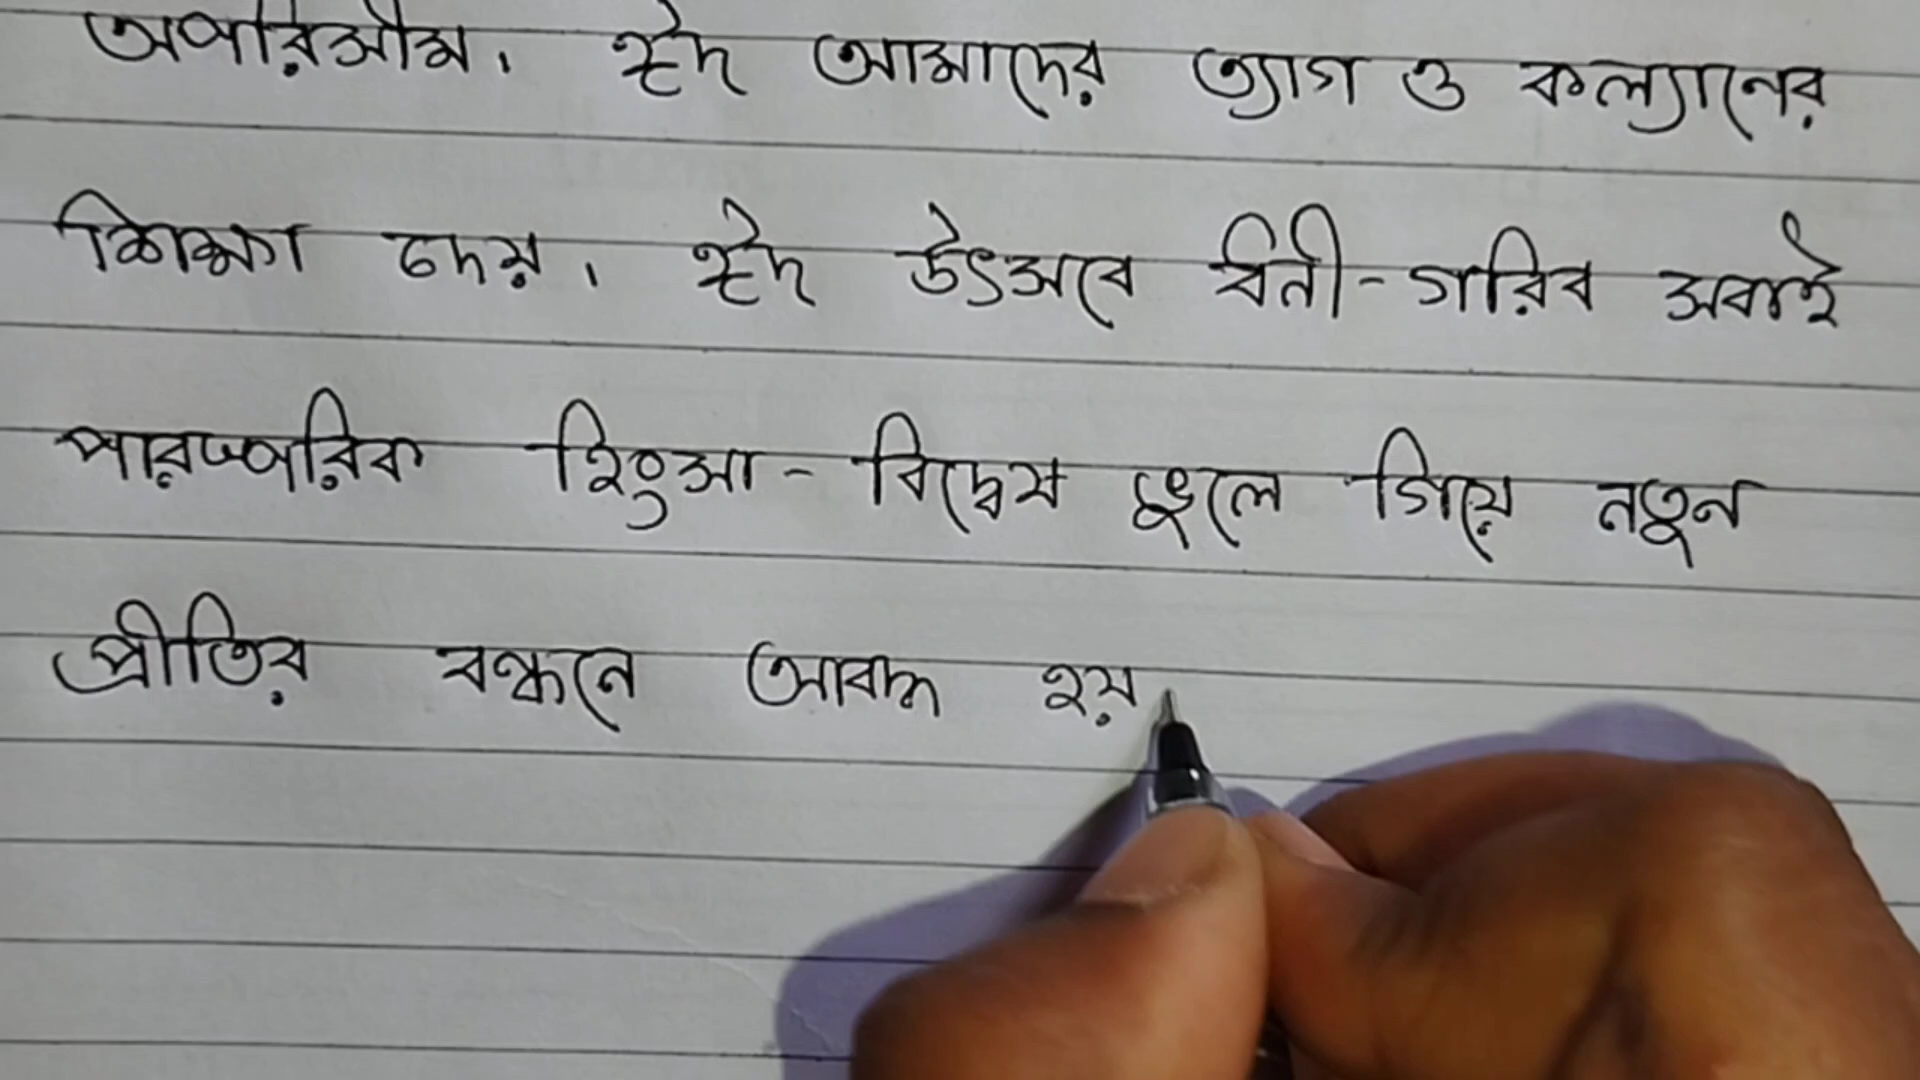 অপরিসীম। ঈদ আমাদের ত্যাগ ও কল্যানের
শিক্ষা দেয়। ঈদ উৎসবে ধনী-গরিব সবাই
পারস্পরিক হিংসা-বিদ্বেষ ভুলে গিয়ে নতুন
প্রীতির বন্ধনে আবদ্ধ হয়